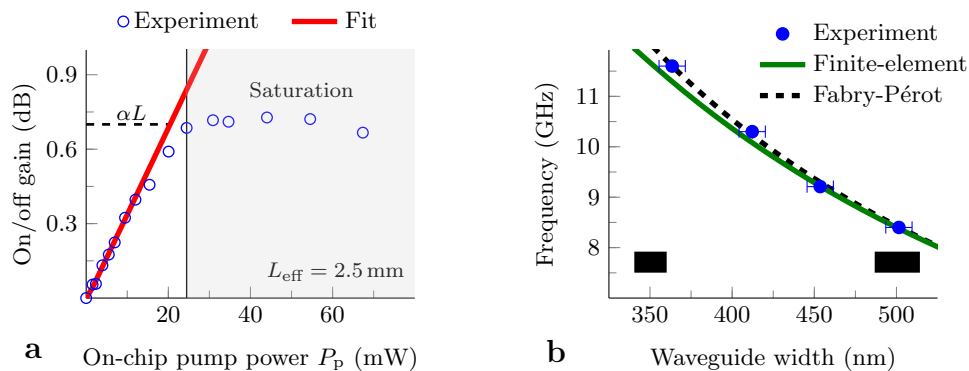 Experiment Fit
On/off gain (dB)
0.9
0.6
0.3
αL
Saturation
L_eff = 2.5 mm
0 20 40 60
a On-chip pump power P_p (mW)
Experiment
Finite-element
Fabry-Pérot
Frequency (GHz)
11
10
9
8
350 400 450 500
b Waveguide width (nm)